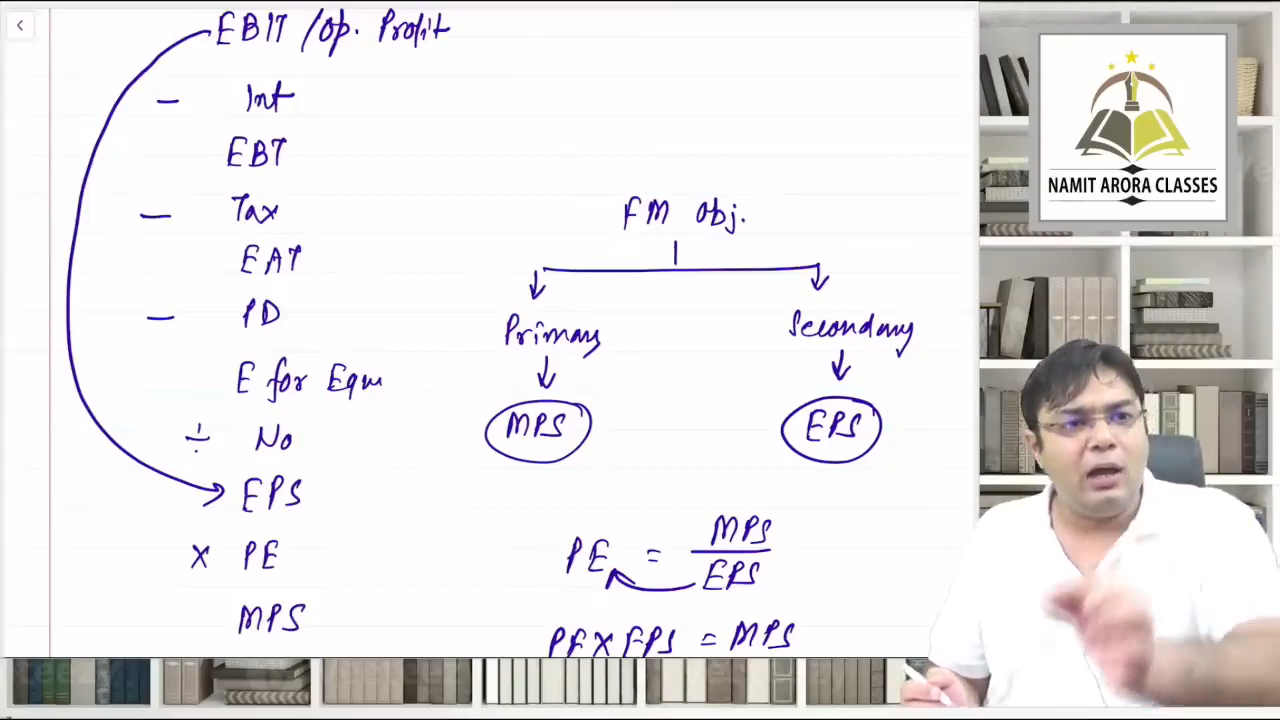 EBIT / Op. Profit
- Int
EBT
- Tax
EAT
- PD
E for Equ
÷ No
EPS
x PE
MPS
FM Obj.
Primary
Secondary
MPS
EPS
PE = MPS / EPS
PE x EPS = MPS
NAMIT ARORA CLASSES